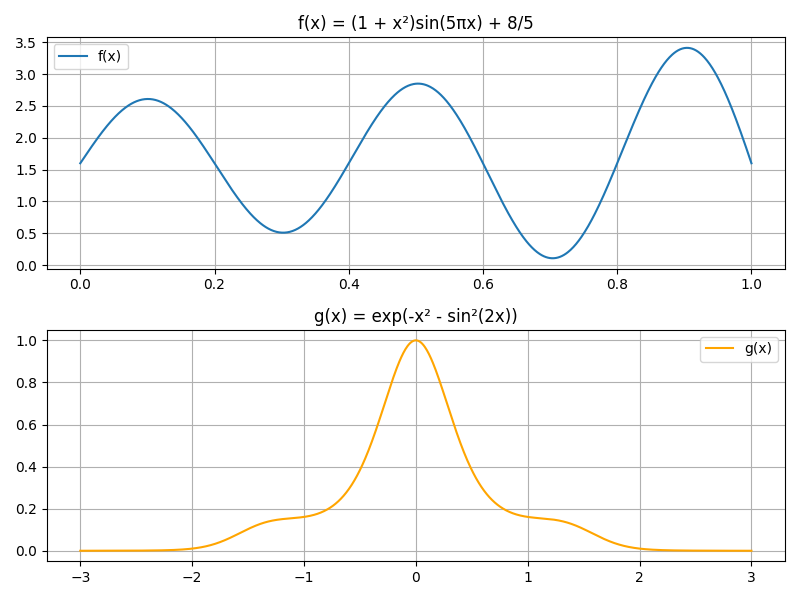 f(x) = (1 + x²)sin(5πx) + 8/5
f(x)
3.5
3.0
2.5
2.0
1.5
1.0
0.5
0.0
0.0 0.2 0.4 0.6 0.8 1.0
g(x) = exp(-x² - sin²(2x))
g(x)
1.0
0.8
0.6
0.4
0.2
0.0
−3 −2 −1 0 1 2 3